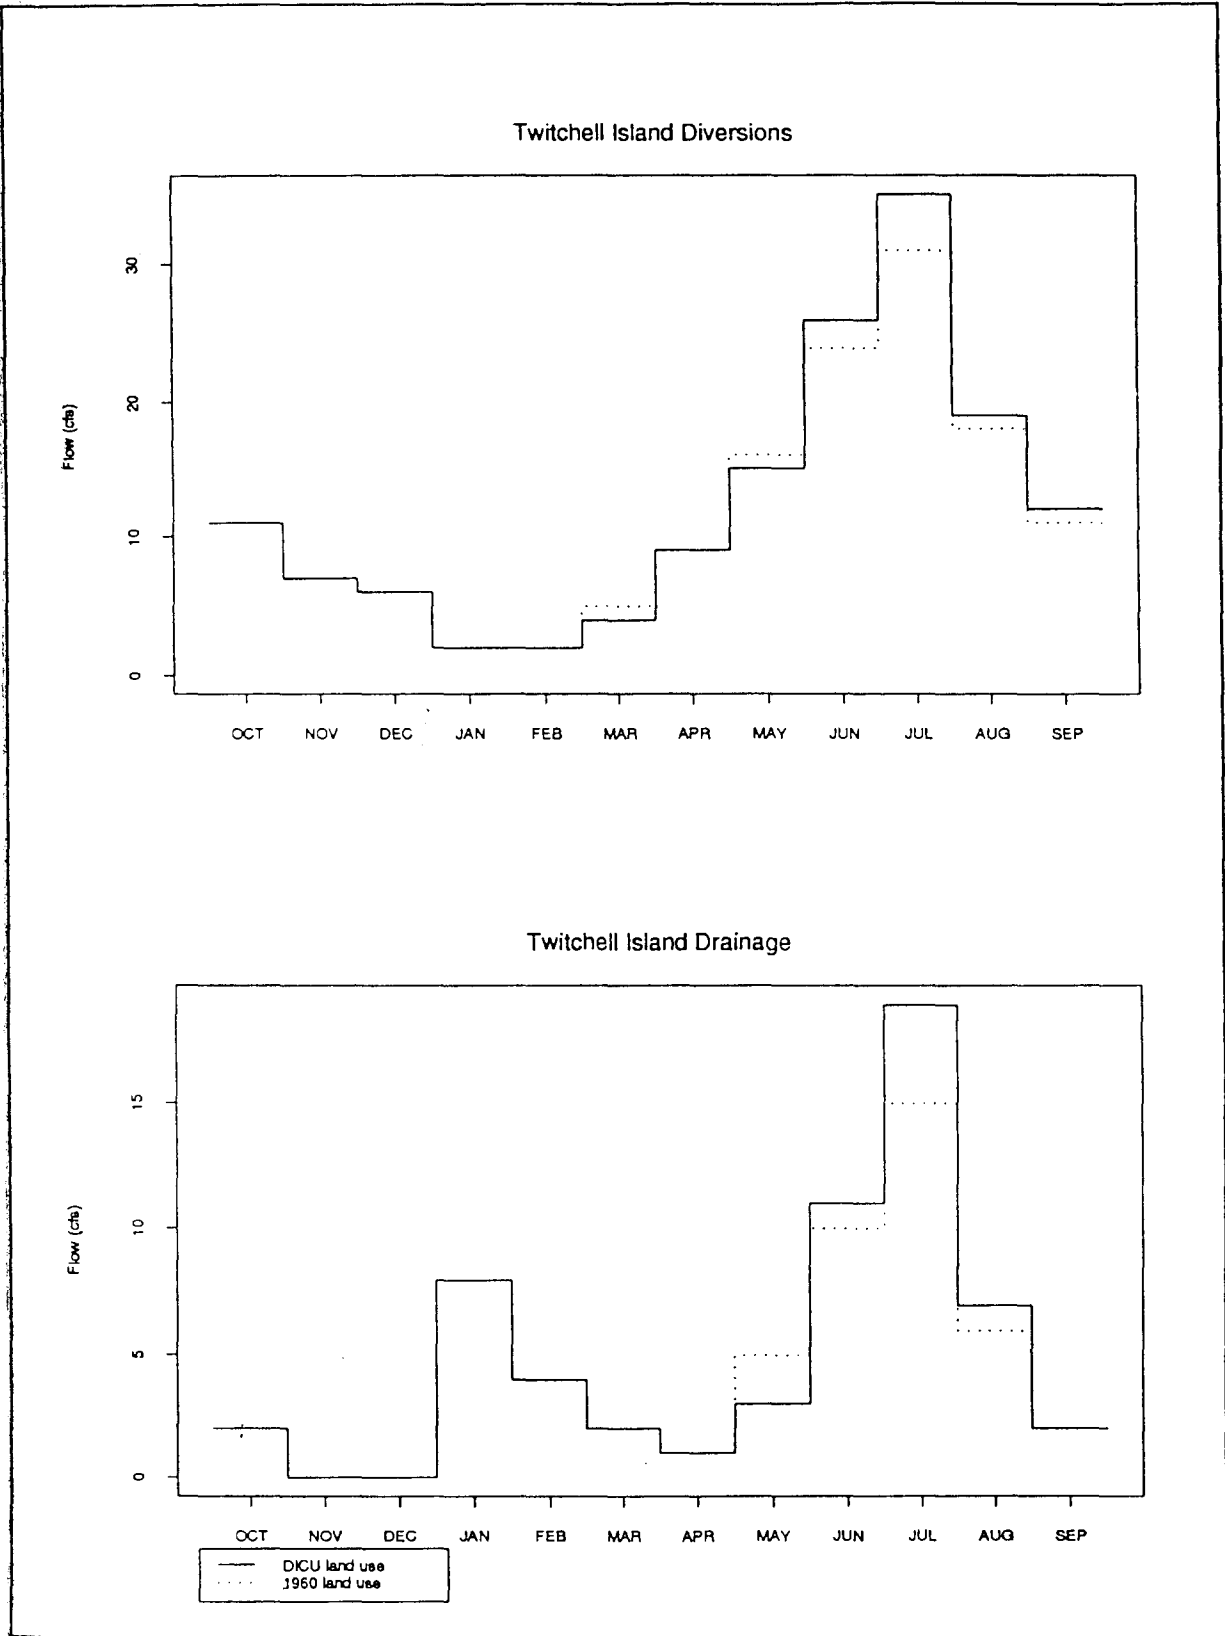 Twitchell Island Diversions
30
20
10
0
Flow (cfs)
OCT NOV DEC JAN FEB MAR APR MAY JUN JUL AUG SEP
Twitchell Island Drainage
15
10
5
0
Flow (cfs)
OCT NOV DEC JAN FEB MAR APR MAY JUN JUL AUG SEP
DICU land use
1960 land use